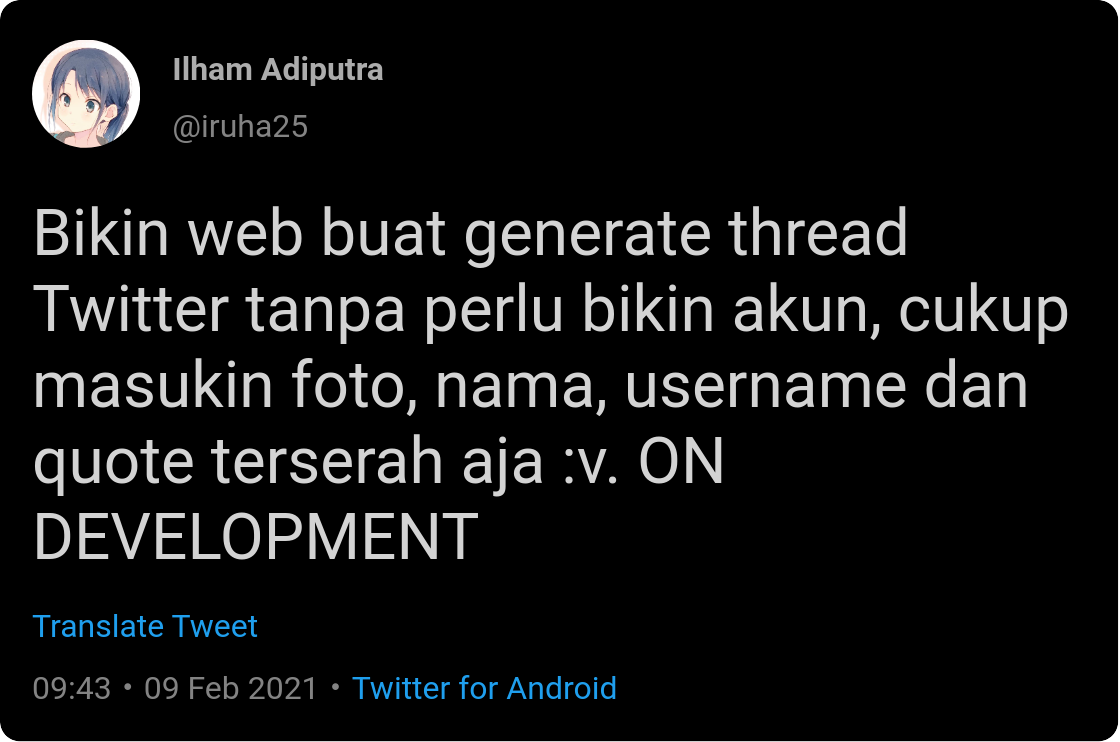 Ilham Adiputra
@iruha25
Bikin web buat generate thread
Twitter tanpa perlu bikin akun, cukup
masukin foto, nama, username dan
quote terserah aja :v. ON
DEVELOPMENT
Translate Tweet
09:43 • 09 Feb 2021 • Twitter for Android